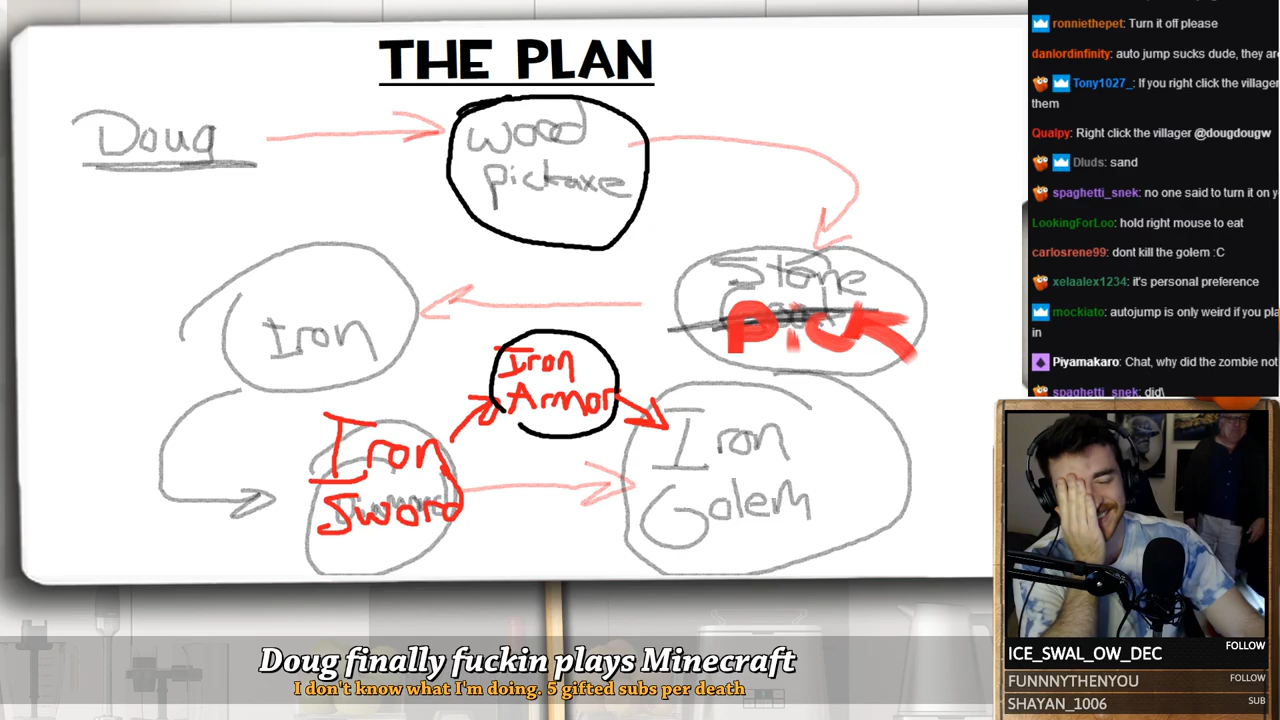 THE PLAN
Doug
wood
pickaxe
Stone
PICK
Iron
Iron
Armor
Iron
Sword
Iron
Golem
Doug finally fuckin plays Minecraft
I don't know what I'm doing. 5 gifted subs per death
ronniethepet: Turn it off please
danlordinfinity: auto jump sucks dude, they are
Tony1027_: If you right click the villager
them
Qualpy: Right click the villager @dougdougw
Dluds: sand
spaghetti_snek: no one said to turn it on y
LookingForLoo: hold right mouse to eat
carlosrene99: dont kill the golem :C
xelaalex1234: it's personal preference
mockiato: autojump is only weird if you pla
in
Piyamakaro: Chat, why did the zombie not
spaghetti_snek: did\
ICE_SWAL_OW_DEC FOLLOW
FUNNNYTHENYOU FOLLOW
SHAYAN_1006 SUB